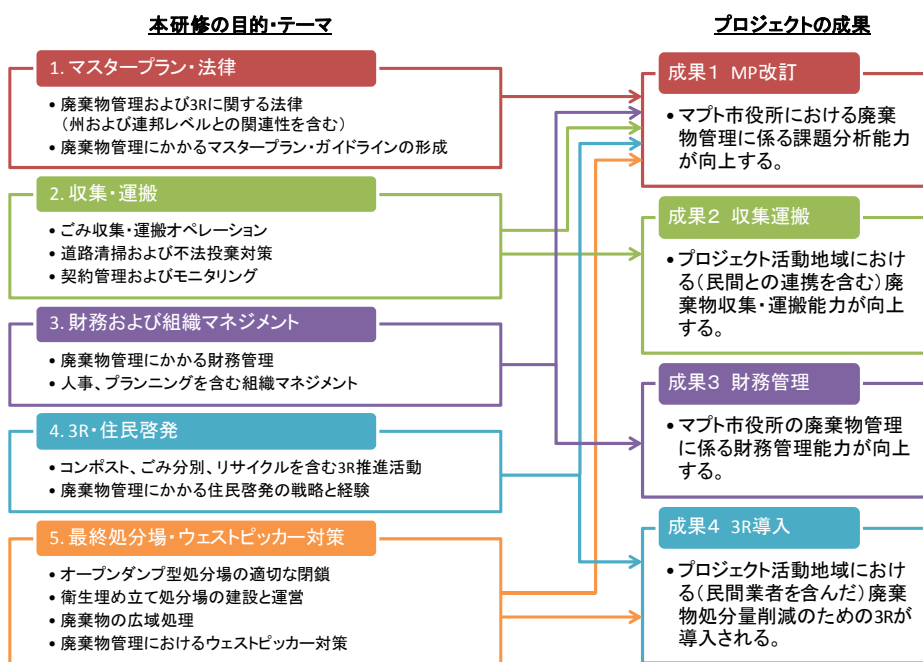 本研修の目的・テーマ
1. マスタープラン・法律
• 廃棄物管理および3Rに関する法律
（州および連邦レベルとの関連性を含む）
• 廃棄物管理にかかるマスタープラン・ガイドラインの形成
2. 収集・運搬
• ごみ収集・運搬オペレーション
• 道路清掃および不法投棄対策
• 契約管理およびモニタリング
3. 財務および組織マネジメント
• 廃棄物管理にかかる財務管理
• 人事、プランニングを含む組織マネジメント
4. 3R・住民啓発
• コンポスト、ごみ分別、リサイクルを含む3R推進活動
• 廃棄物管理にかかる住民啓発の戦略と経験
5. 最終処分場・ウェストピッカー対策
• オープンダンプ型処分場の適切な閉鎖
• 衛生埋め立て処分場の建設と運営
• 廃棄物の広域処理
• 廃棄物管理におけるウェストピッカー対策
プロジェクトの成果
成果1 MP改訂
• マプト市役所における廃棄
物管理に係る課題分析能力
が向上する。
成果2 収集運搬
• プロジェクト活動地域におけ
る（民間との連携を含む）廃
棄物収集・運搬能力が向上
する。
成果3 財務管理
• マプト市役所の廃棄物管理
に係る財務管理能力が向上
する。
成果4 3R導入
• プロジェクト活動地域におけ
る（民間業者を含んだ）廃棄
物処分量削減のための3Rが
導入される。